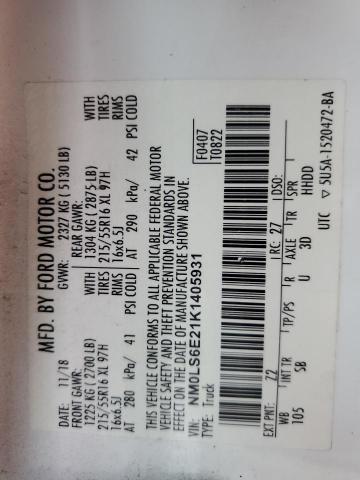 MFD. BY FORD MOTOR CO.
DATE: 11/18 GVWR: 2327 KG ( 5130 LB)
FRONT GAWR: REAR GAWR:
1225 KG ( 2700 LB) WITH 1304 KG ( 2875 LB) WITH
215/55R16 XL 97H TIRES 215/55R16 XL 97H TIRES
16x6.5J RIMS 16x6.5J RIMS
AT 280 kPa/ 41 PSI COLD AT 290 kPa/ 42 PSI COLD
THIS VEHICLE CONFORMS TO ALL APPLICABLE FEDERAL MOTOR
VEHICLE SAFETY AND THEFT PREVENTION STANDARDS IN
EFFECT ON THE DATE OF MANUFACTURE SHOWN ABOVE.
VIN: NM0LS6E21K1405931
TYPE: Truck
F0407
T0822
EXT PNT: Z2 RC: 27 DSO:
WB INT TR TP/PS R AXLE TR SPR
105 SB U 3D HHDD
UTC ▽ 5U5A-1520472-BA